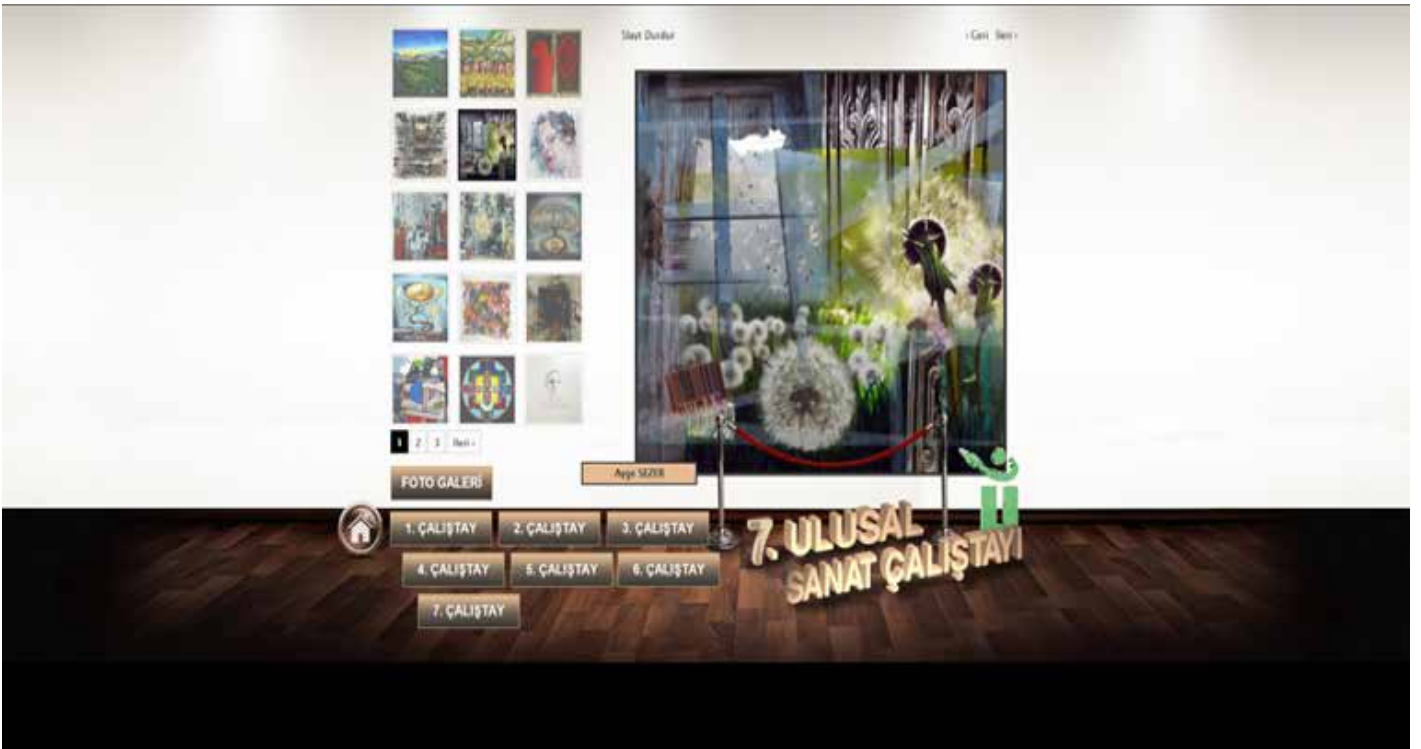 Slayt Durdur
‹ Geri İleri ›
1 2 3 İleri ›
Ayşe SEZER
FOTO GALERİ
1. ÇALIŞTAY
2. ÇALIŞTAY
3. ÇALIŞTAY
4. ÇALIŞTAY
5. ÇALIŞTAY
6. ÇALIŞTAY
7. ÇALIŞTAY
7. ULUSAL
SANAT ÇALIŞTAYI